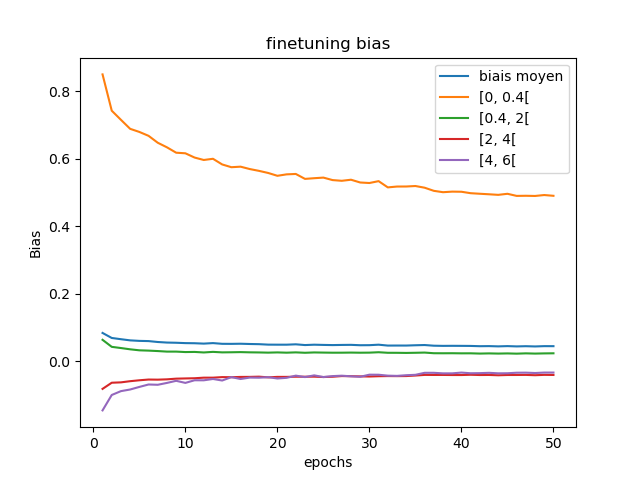 finetuning bias
biais moyen
[0, 0.4[
[0.4, 2[
[2, 4[
[4, 6[
Bias
0.8
0.6
0.4
0.2
0.0
0 10 20 30 40 50
epochs